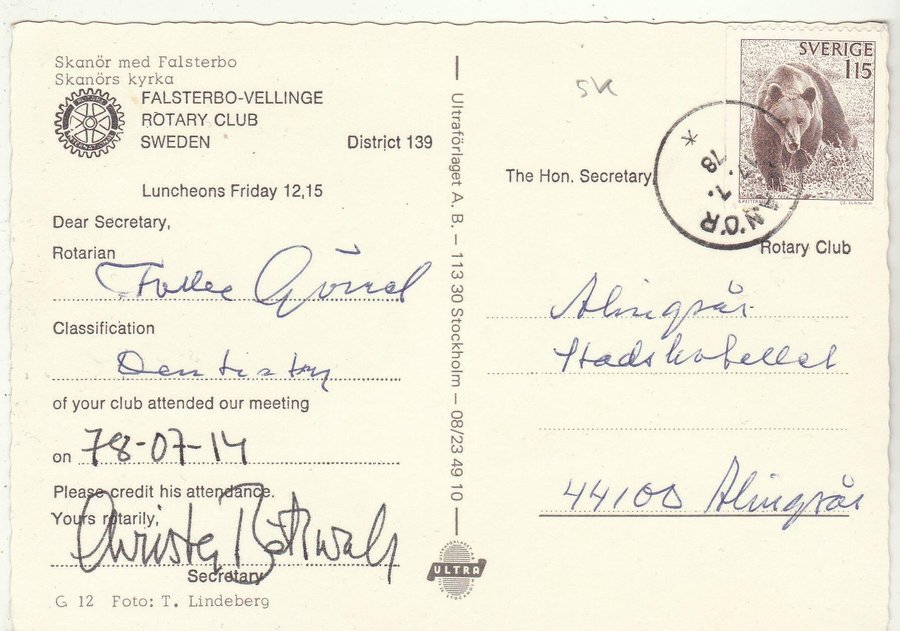 Skanör med Falsterbo
Skanörs kyrka
FALSTERBO-VELLINGE
ROTARY CLUB
SWEDEN
District 139
Luncheons Friday 12,15
Dear Secretary,
Rotarian
Classification
Dentistry
of your club attended our meeting
on 78-07-14
Please credit his attendance.
Yours rotarily,
Christer
Secretary
G 12 Foto: T. Lindeberg
Ultraförlaget A. B. – 113 30 Stockholm – 08/23 49 10
ULTRA
SK
SVERIGE
115
78
The Hon. Secretary
Rotary Club
Alingsås
Stadshotellet
44100 Alingsås